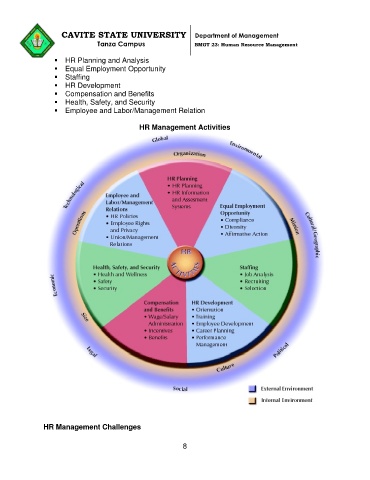 CAVITE STATE UNIVERSITY
Tanza Campus
Department of Management
BMGT 23: Human Resource Management
HR Planning and Analysis
Equal Employment Opportunity
Staffing
HR Development
Compensation and Benefits
Health, Safety, and Security
Employee and Labor/Management Relation
HR Management Activities
Global
Environmental
Cultural/Geographic
Political
Social
Legal
Economic
Technological
Organization
Mission
Culture
Size
Operations
HR Planning
• HR Planning
• HR Information
and Assessment
Systems
Equal Employment
Opportunity
• Compliance
• Diversity
• Affirmative Action
Staffing
• Job Analysis
• Recruiting
• Selection
HR Development
• Orientation
• Training
• Employee Development
• Career Planning
• Performance
Management
Compensation
and Benefits
• Wage/Salary
Administration
• Incentives
• Benefits
Health, Safety, and Security
• Health and Wellness
• Safety
• Security
Employee and
Labor/Management
Relations
• HR Policies
• Employee Rights
and Privacy
• Union/Management
Relations
HR
External Environment
Internal Environment
HR Management Challenges
8